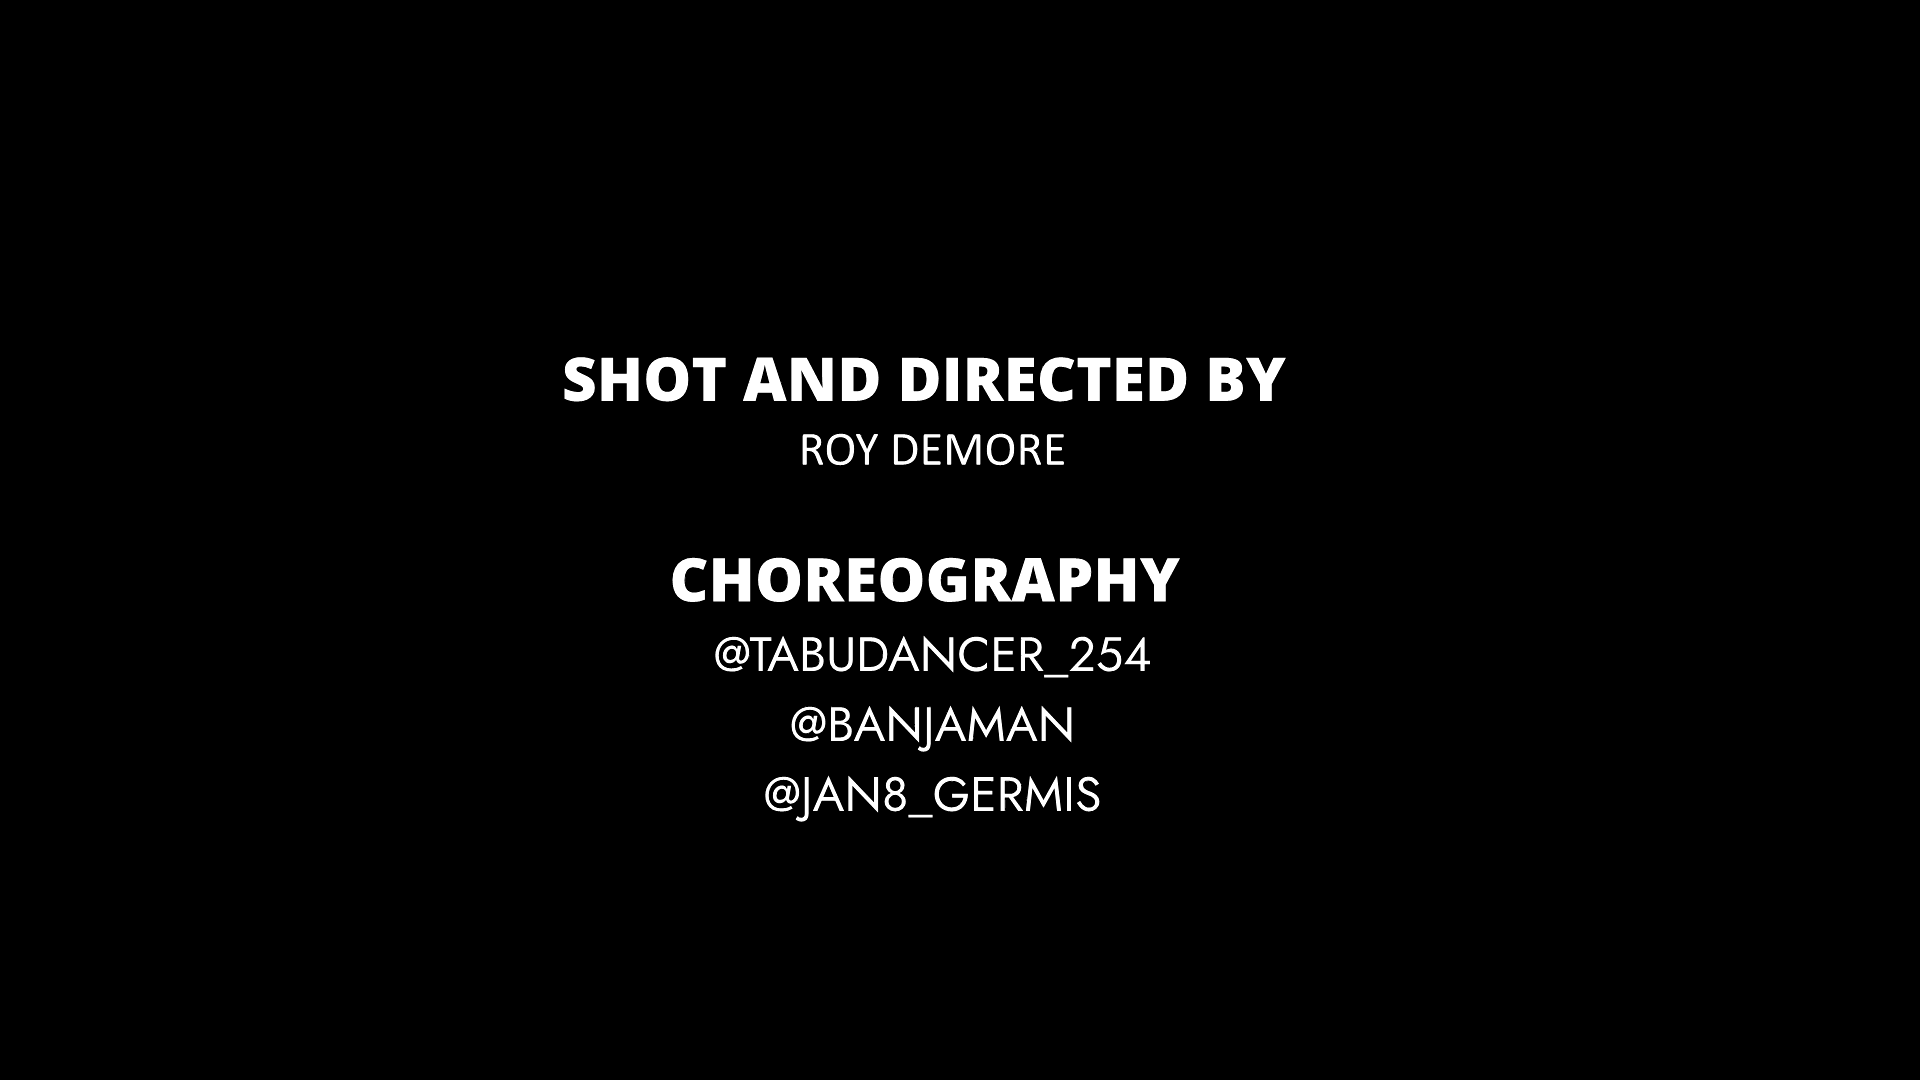 SHOT AND DIRECTED BY
ROY DEMORE
CHOREOGRAPHY
@TABUDANCER_254
@BANJAMAN
@JAN8_GERMIS